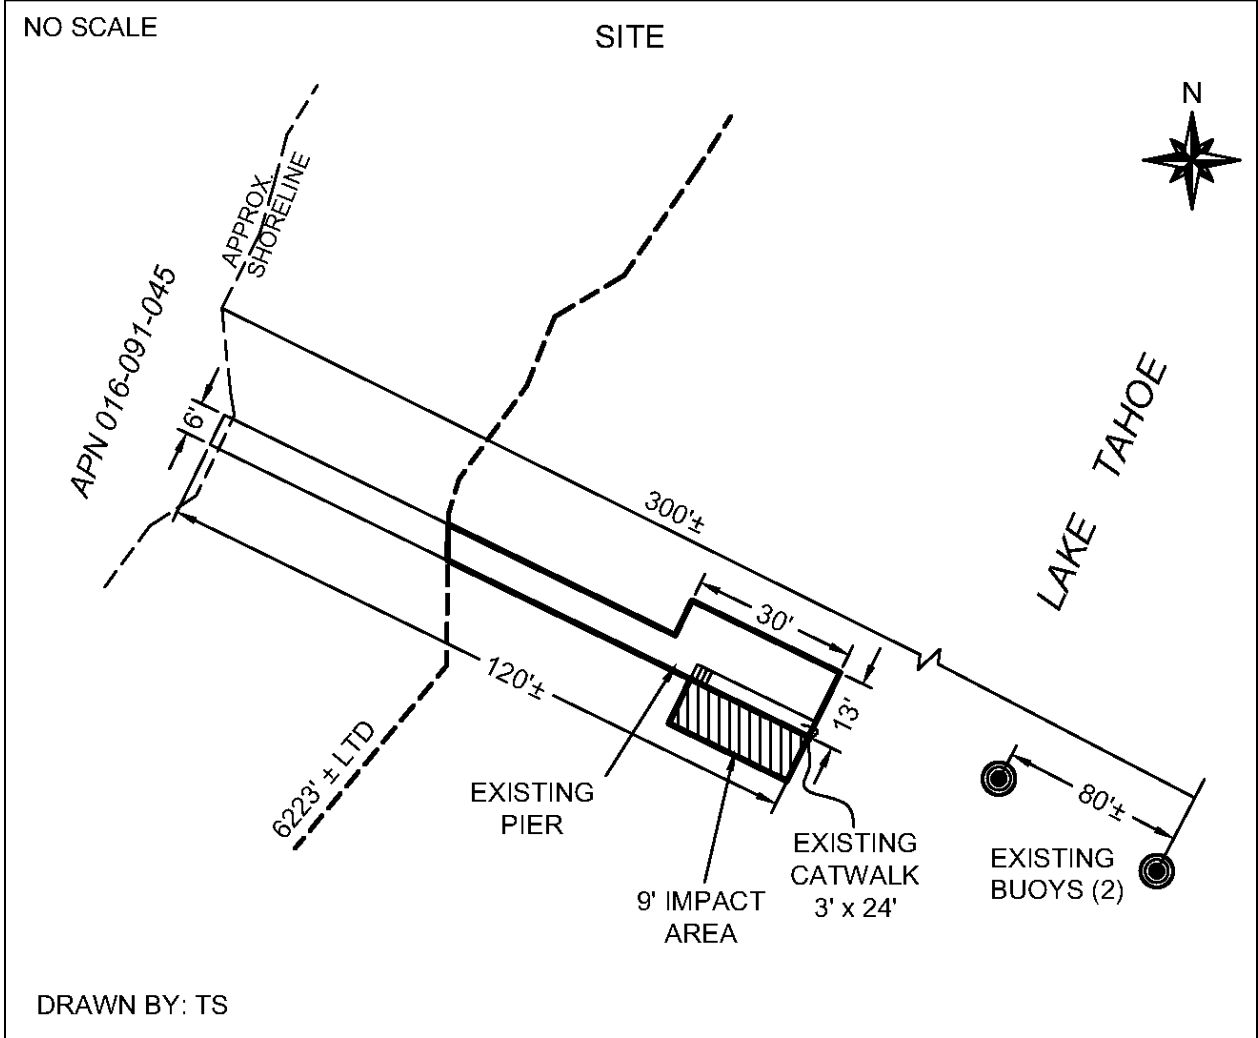 NO SCALE
SITE
N
APPROX.
SHORELINE
APN 016-091-045
6'
300'±
LAKE TAHOE
30'
120'±
13'
6223' ± LTD
EXISTING
PIER
80'±
EXISTING
CATWALK
3' x 24'
EXISTING
BUOYS (2)
9' IMPACT
AREA
DRAWN BY: TS